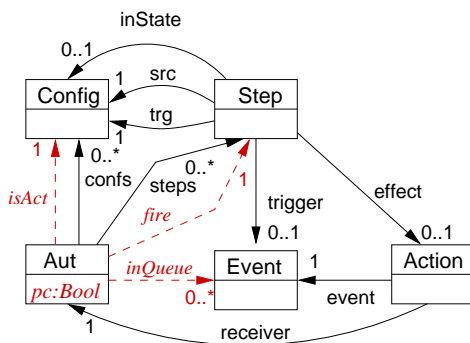 inState
0..1
src
1
Config
Step
trg
1
1
0..*
0..*
confs
steps
1
isAct
fire
effect
trigger
0..1
0..1
Aut
inQueue
Event
1
Action
pc:Bool
0..*
event
1
receiver